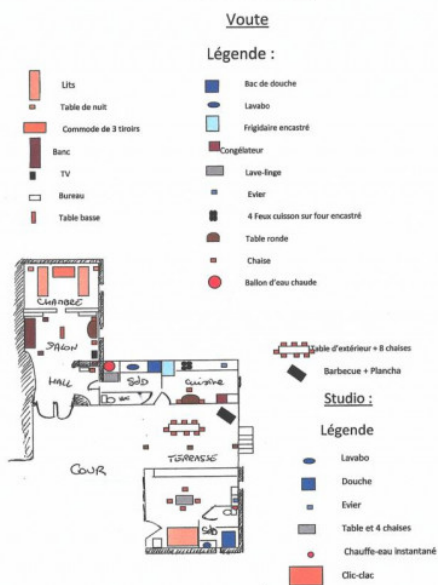 Voute
Légende :
Lits
Table de nuit
Commode de 3 tiroirs
Banc
TV
Bureau
Table basse
Bac de douche
Lavabo
Frigidaire encastré
Congélateur
Lave-linge
Evier
4 Feux cuisson sur four encastré
Table ronde
Chaise
Ballon d'eau chaude
CHAMBRE
SALON
HALL
SdD
Cuisine
WC
TERRASSE
COUR
SdD
Table d'extérieur + 8 chaises
Barbecue + Plancha
Studio :
Légende
Lavabo
Douche
Evier
Table et 4 chaises
Chauffe-eau instantané
Clic-clac